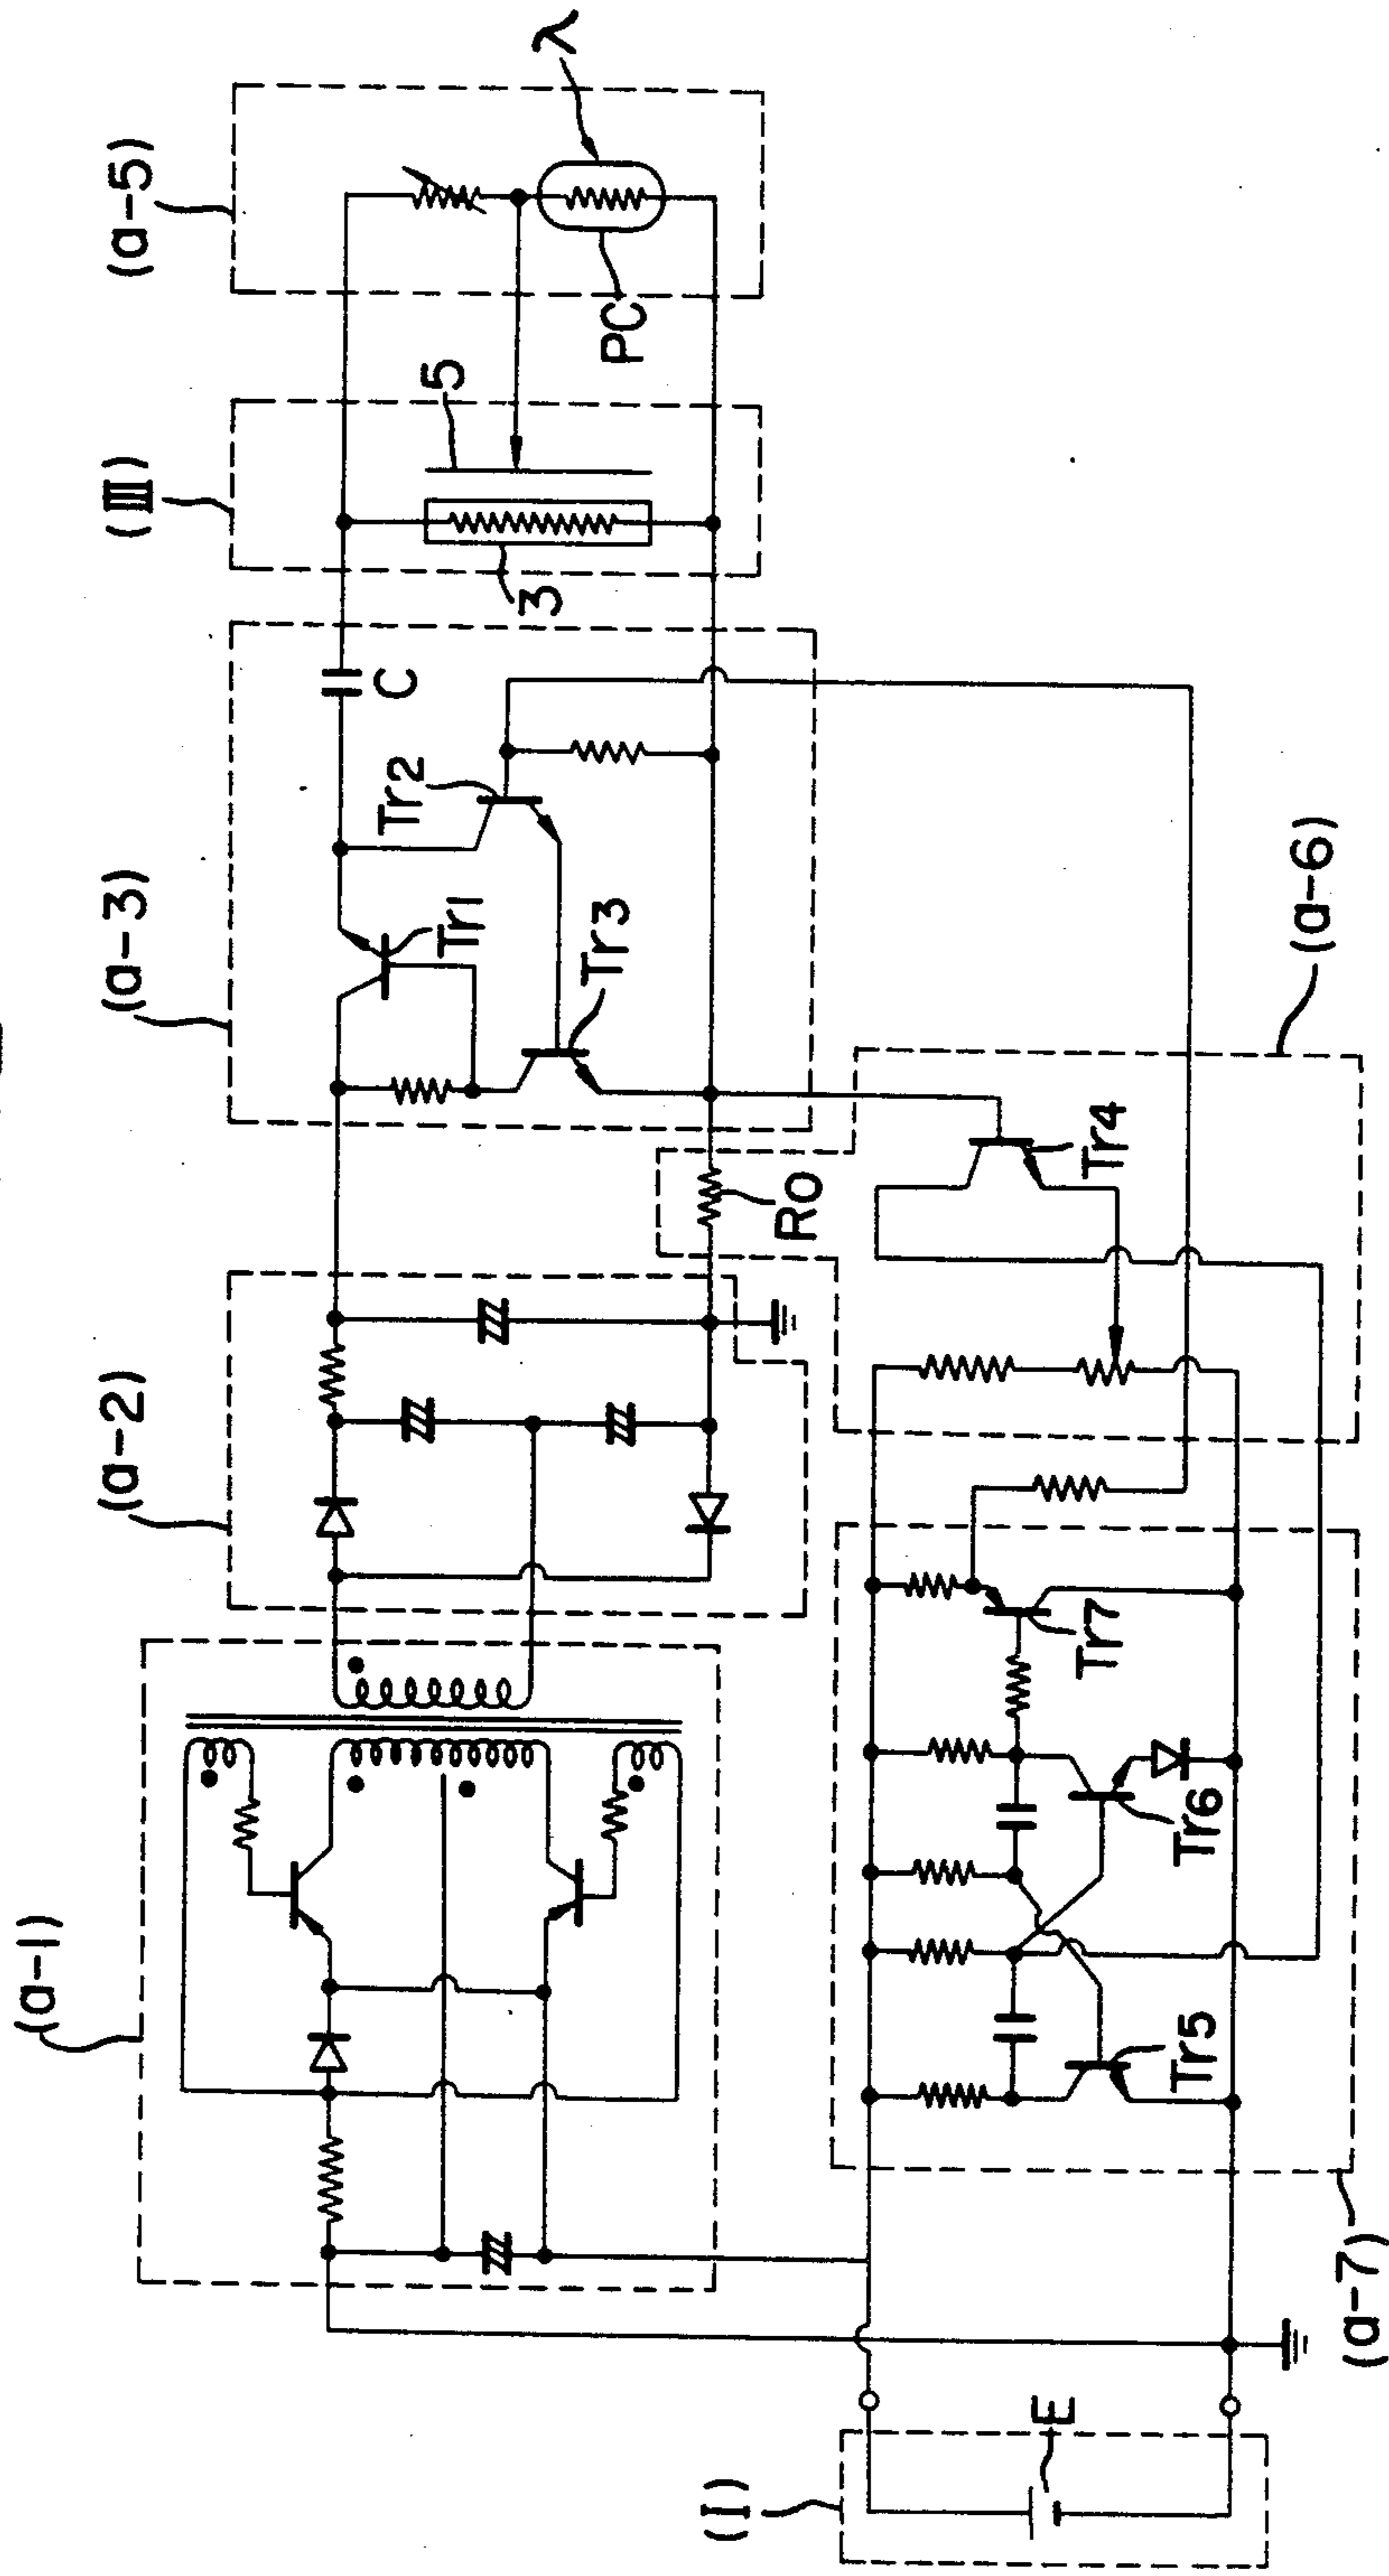 (a-1)
(a-2)
(a-3)
(III)
(a-5)
Tr1
Tr2
C
5
λ
Tr3
3
PC
R0
(I)
E
Tr5
Tr6
Tr7
Tr4
(a-7)
(a-6)